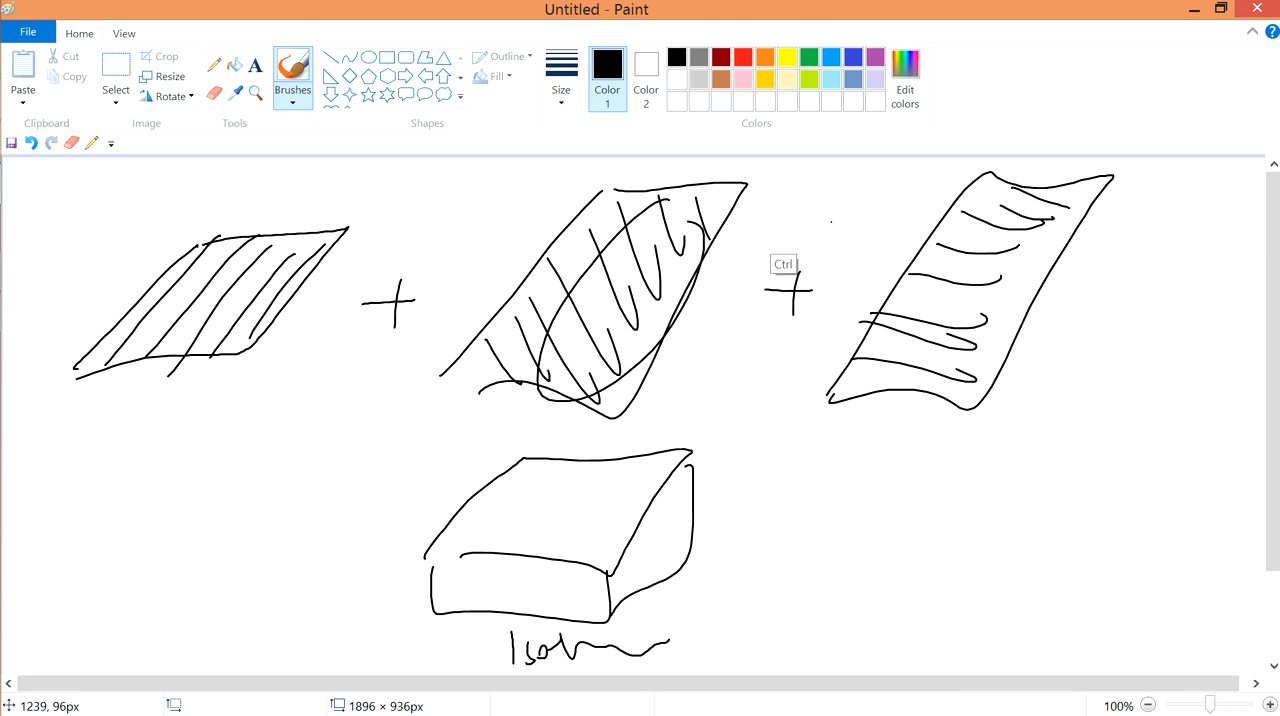 Untitled - Paint
File Home View
Paste
Cut
Copy
Clipboard
Select
Crop
Resize
Rotate
Image
Tools
Brushes
Outline
Fill
Shapes
Size
Color 1
Color 2
Edit colors
Colors
Ctrl
+ +
1239, 96px
1896 × 936px
100%